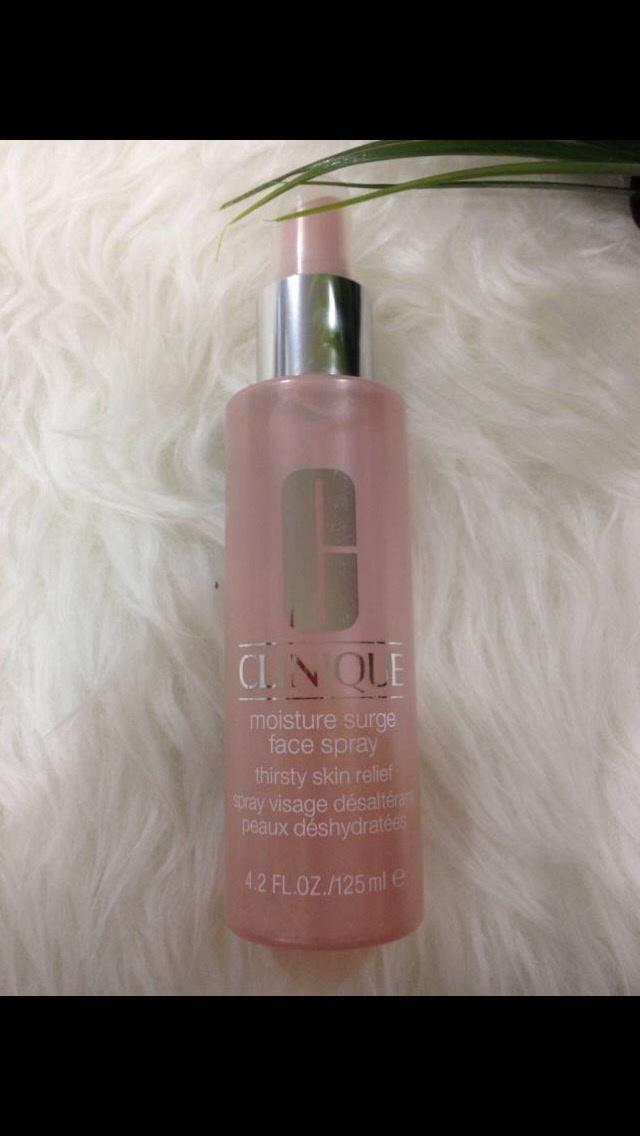 C
CLINIQUE
moisture surge
face spray
thirsty skin relief
spray visage désaltérant
peaux déshydratées
4.2 FL.OZ./125 ml ℮